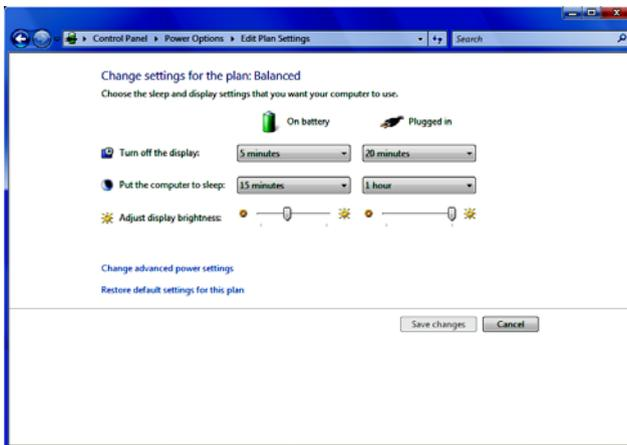 Control Panel ▸ Power Options ▸ Edit Plan Settings
Search
Change settings for the plan: Balanced
Choose the sleep and display settings that you want your computer to use.
On battery Plugged in
Turn off the display: 5 minutes 20 minutes
Put the computer to sleep: 15 minutes 1 hour
Adjust display brightness:
Change advanced power settings
Restore default settings for this plan
Save changes Cancel